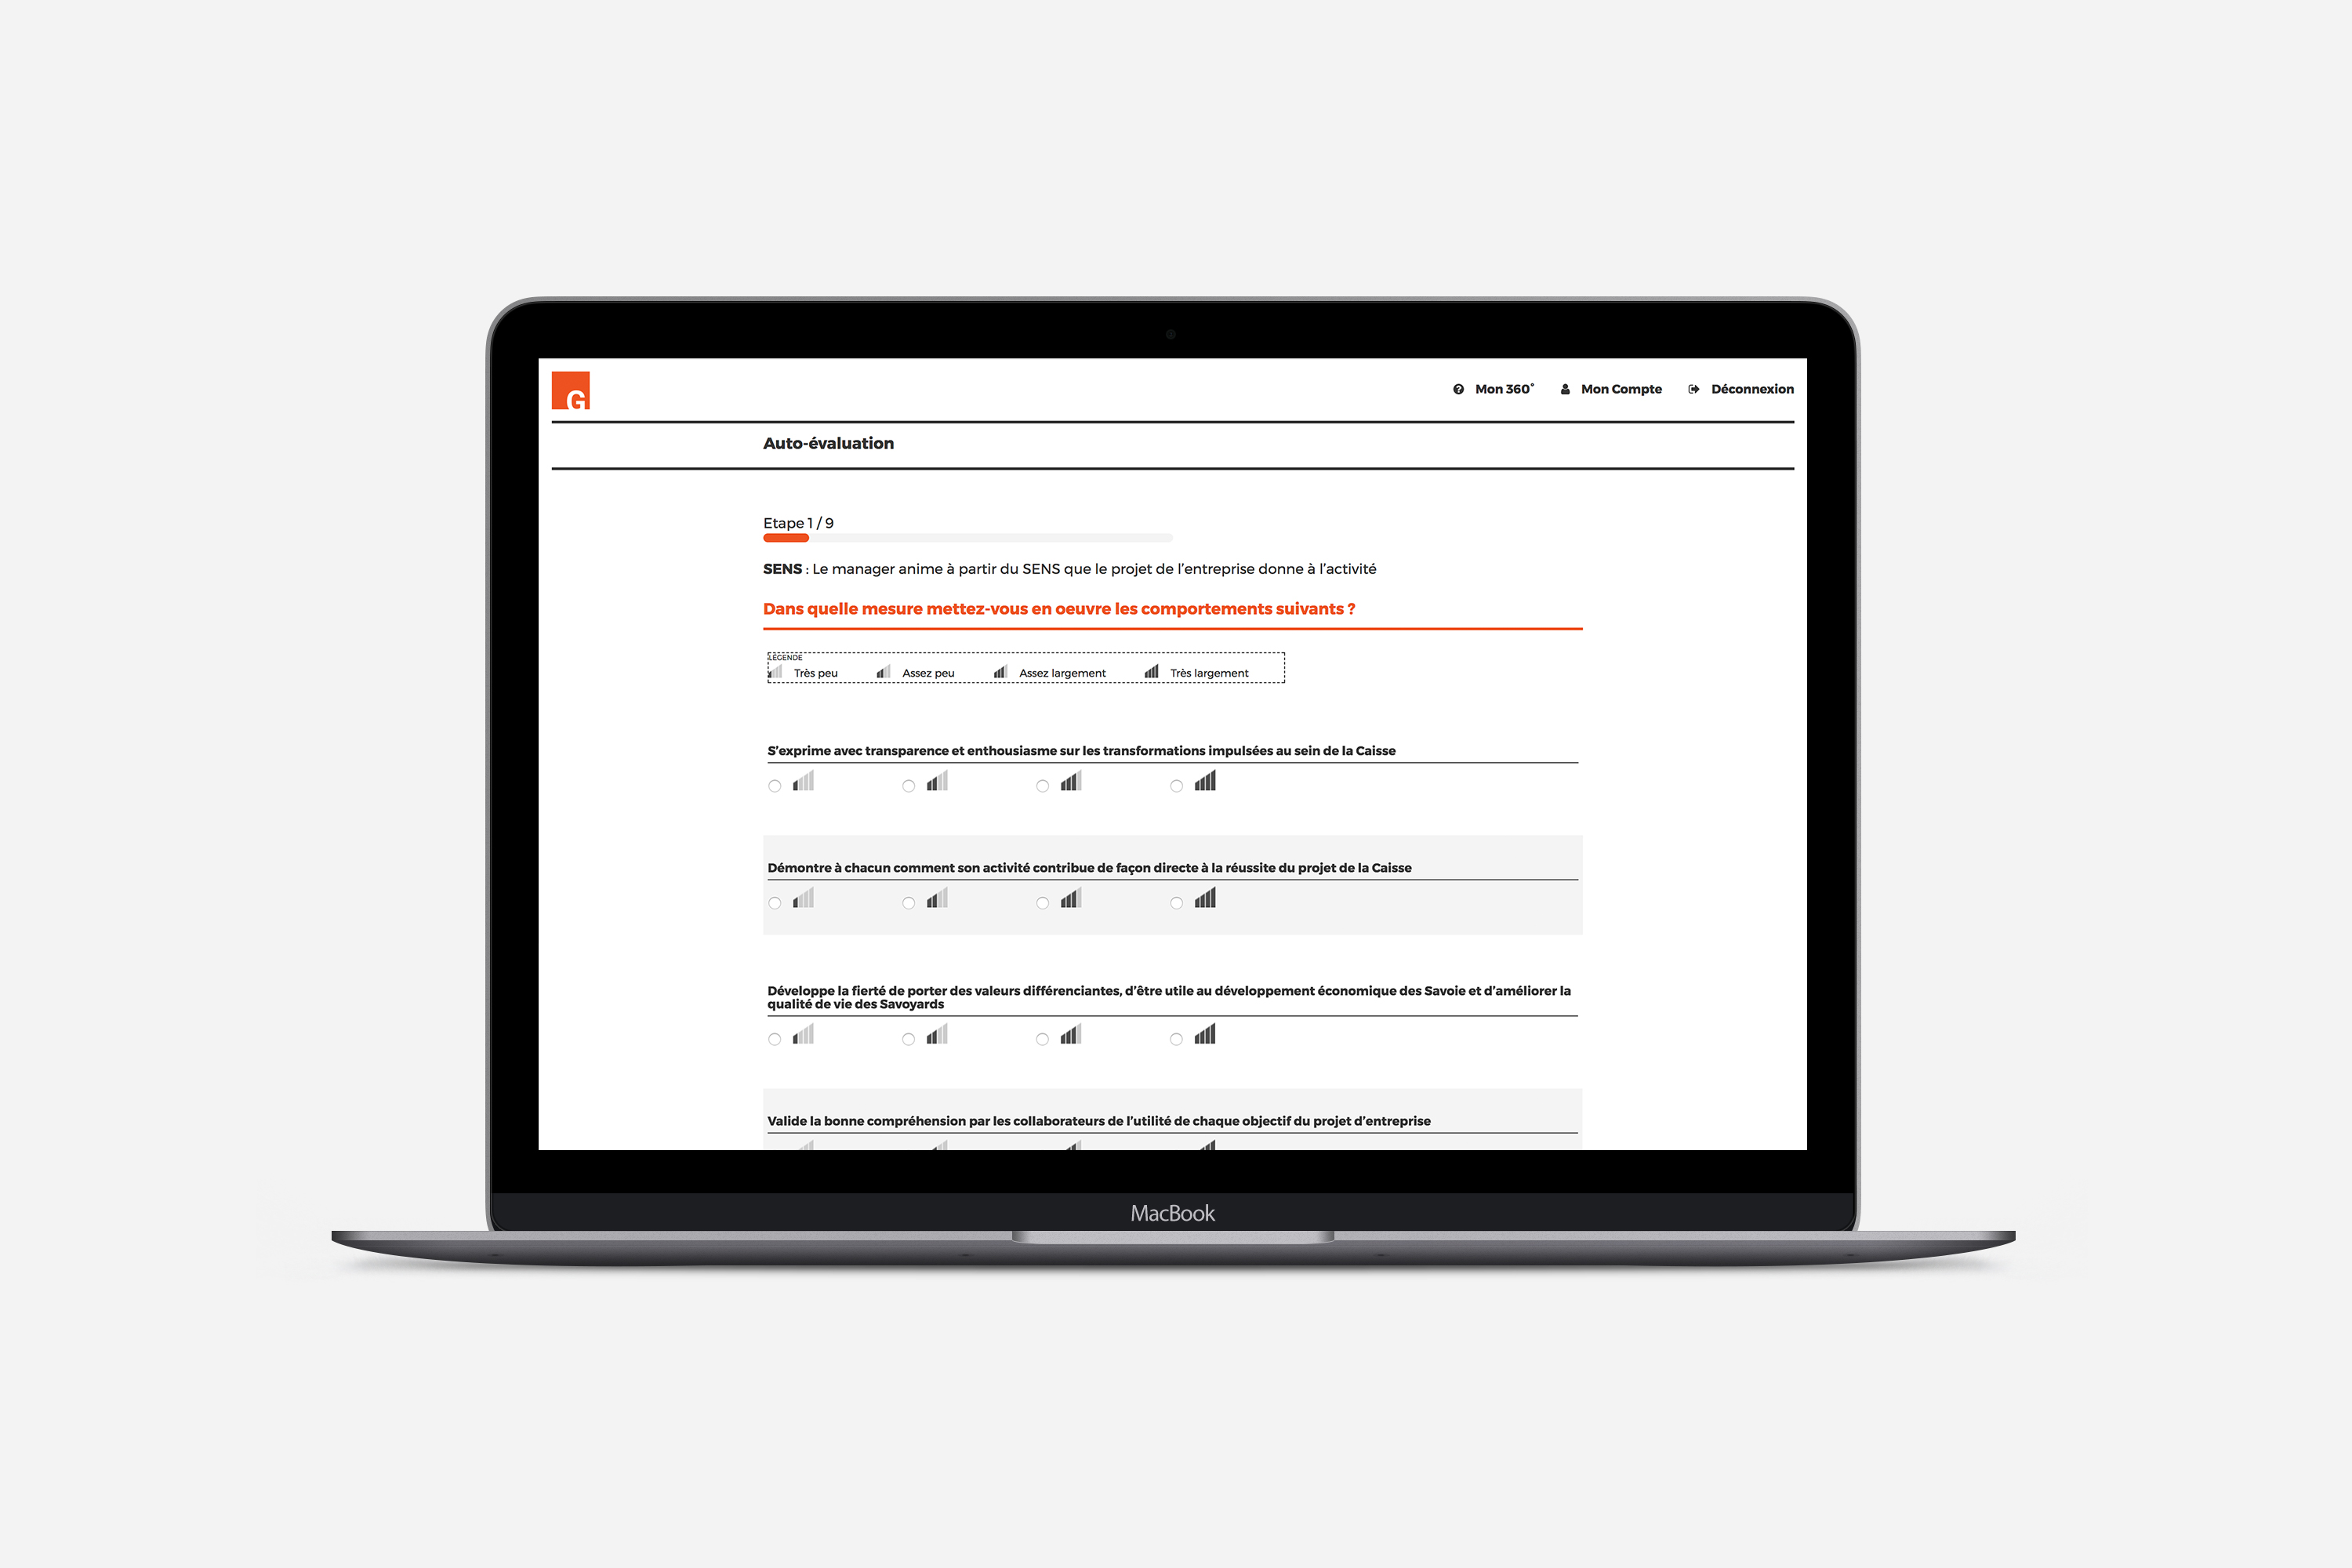 G
Mon 360°
Mon Compte
Déconnexion
Auto-évaluation
Etape 1 / 9
SENS : Le manager anime à partir du SENS que le projet de l'entreprise donne à l'activité
Dans quelle mesure mettez-vous en oeuvre les comportements suivants ?
LÉGENDE
Très peu
Assez peu
Assez largement
Très largement
S'exprime avec transparence et enthousiasme sur les transformations impulsées au sein de la Caisse
Démontre à chacun comment son activité contribue de façon directe à la réussite du projet de la Caisse
Développe la fierté de porter des valeurs différenciantes, d'être utile au développement économique des Savoie et d'améliorer la
qualité de vie des Savoyards
Valide la bonne compréhension par les collaborateurs de l'utilité de chaque objectif du projet d'entreprise
MacBook